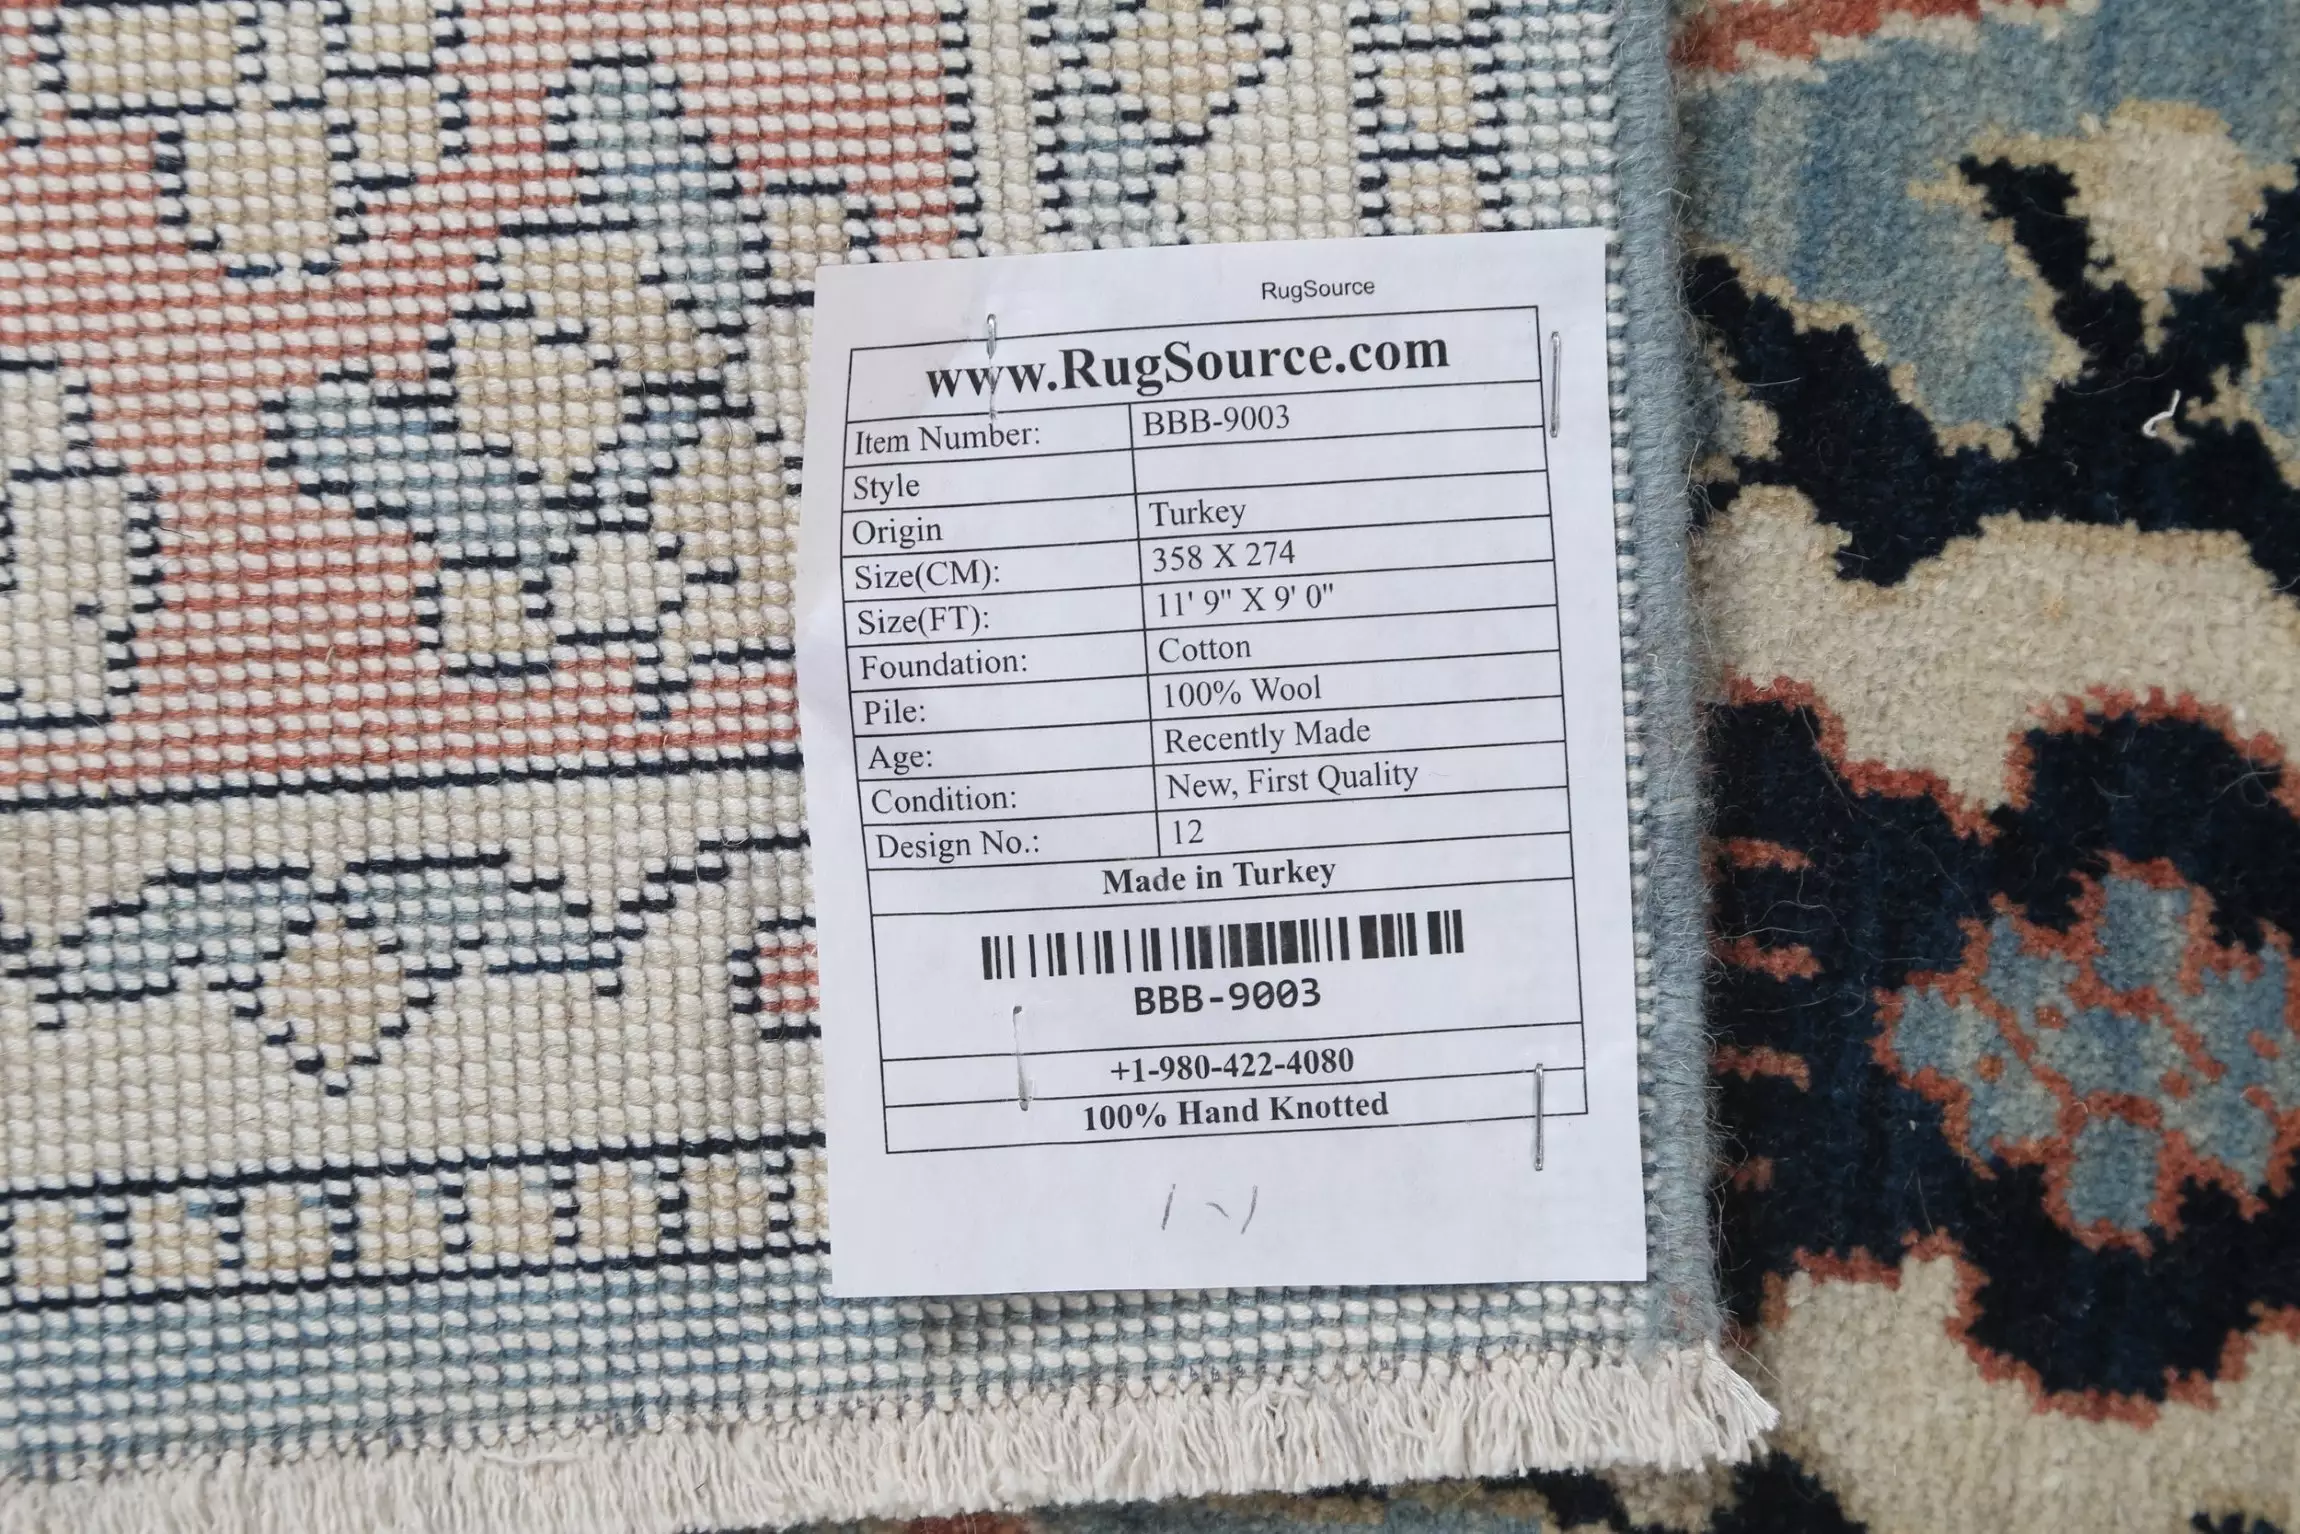 RugSource
www.RugSource.com
Item Number: BBB-9003
Style
Origin Turkey
Size(CM): 358 X 274
Size(FT): 11' 9" X 9' 0"
Foundation: Cotton
Pile: 100% Wool
Age: Recently Made
Condition: New, First Quality
Design No.: 12
Made in Turkey
BBB-9003
+1-980-422-4080
100% Hand Knotted